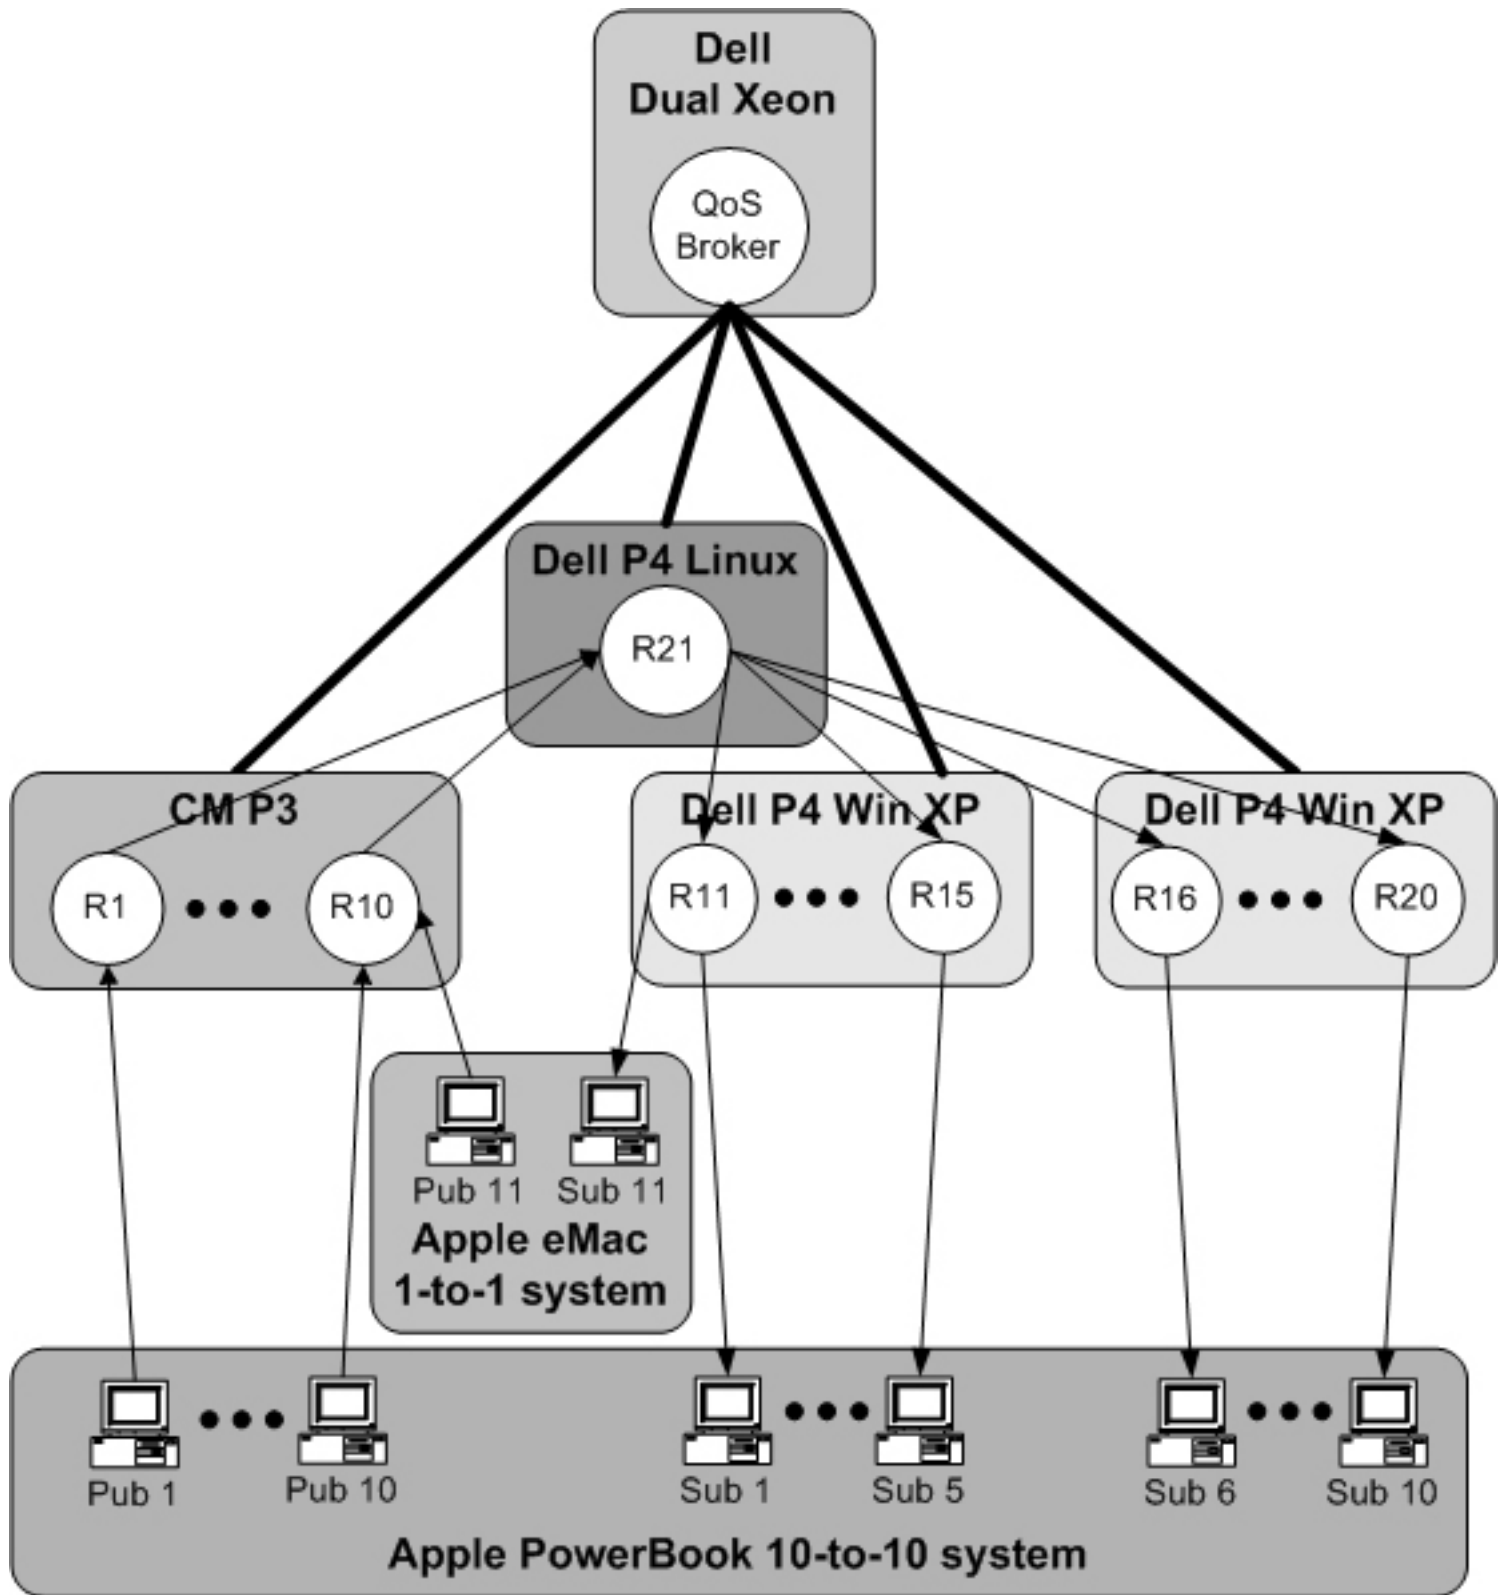 Dell
Dual Xeon
QoS
Broker
Dell P4 Linux
R21
CM P3
R1
R10
Dell P4 Win XP
R11
R15
Dell P4 Win XP
R16
R20
Pub 11
Sub 11
Apple eMac
1-to-1 system
Pub 1
Pub 10
Sub 1
Sub 5
Sub 6
Sub 10
Apple PowerBook 10-to-10 system